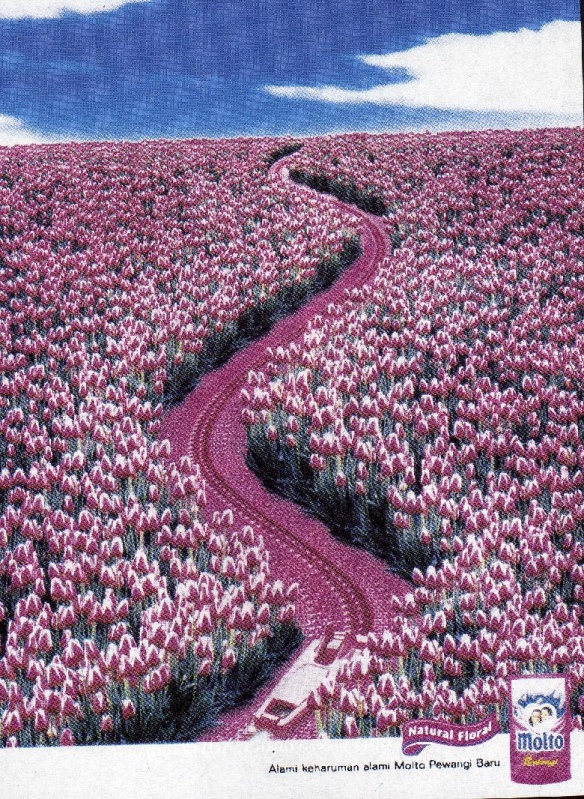 Natural Floral
Alami keharuman alami Molto Pewangi Baru
Molto
Pewangi